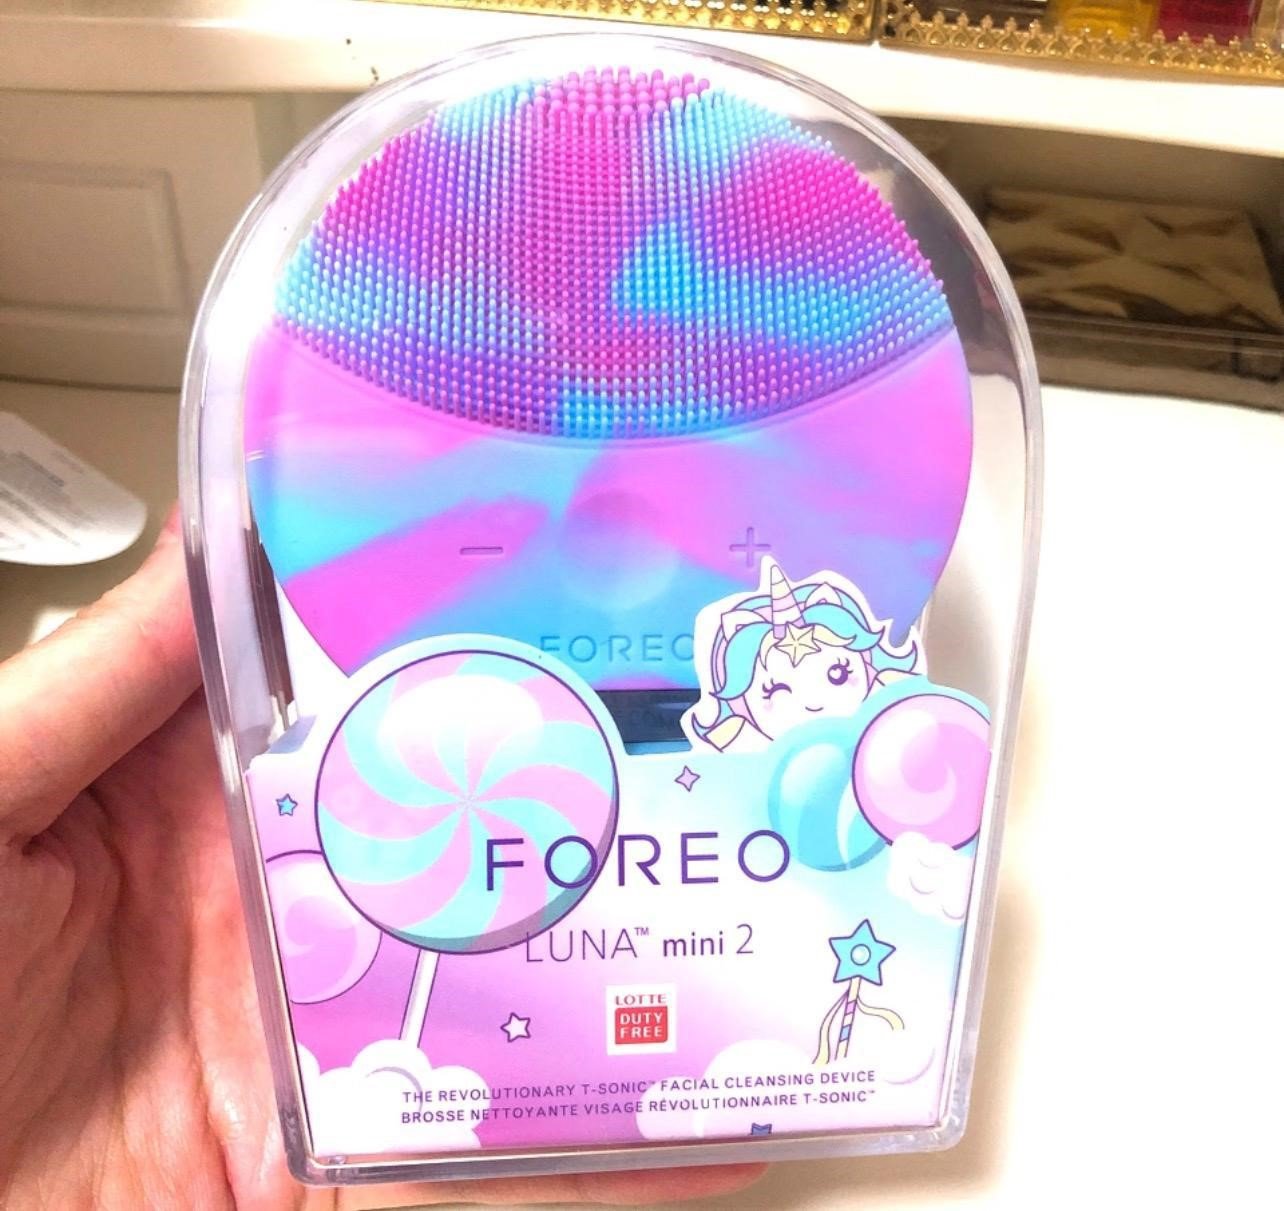 FOREO
FOREO
LUNA™ mini 2
LOTTE
DUTY
FREE
THE REVOLUTIONARY T-SONIC™ FACIAL CLEANSING DEVICE
BROSSE NETTOYANTE VISAGE RÉVOLUTIONNAIRE T-SONIC™